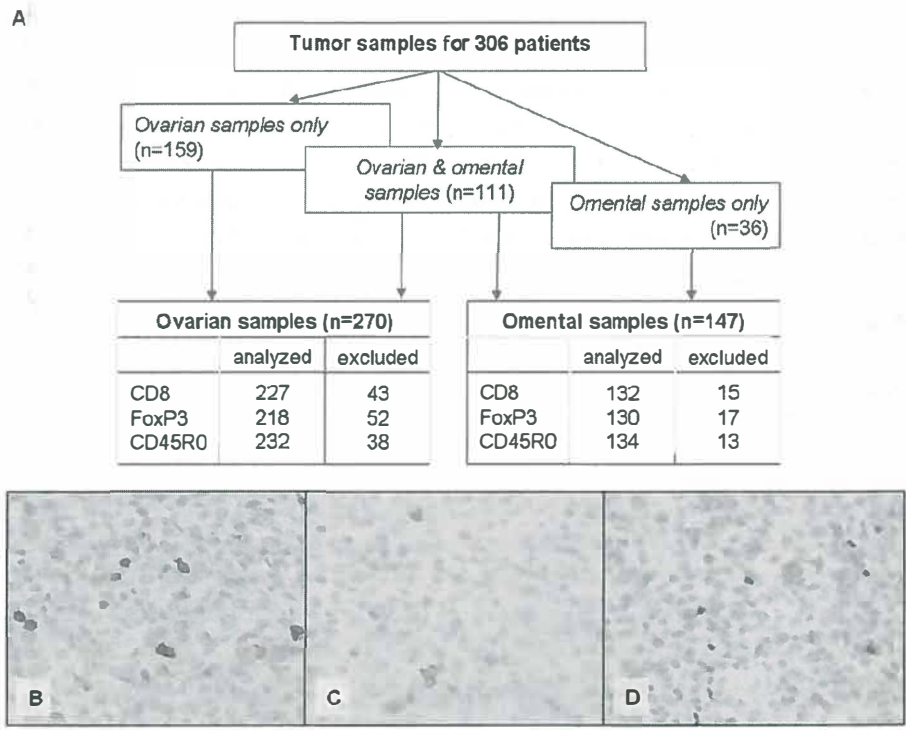 A
Tumor samples for 306 patients
Ovarian samples only
(n=159)
Ovarian & omental
samples (n=111)
Omental samples only
(n=36)
Ovarian samples (n=270)
analyzed excluded
CD8 227 43
FoxP3 218 52
CD45R0 232 38
Omental samples (n=147)
analyzed excluded
CD8 132 15
FoxP3 130 17
CD45R0 134 13
B
C
D